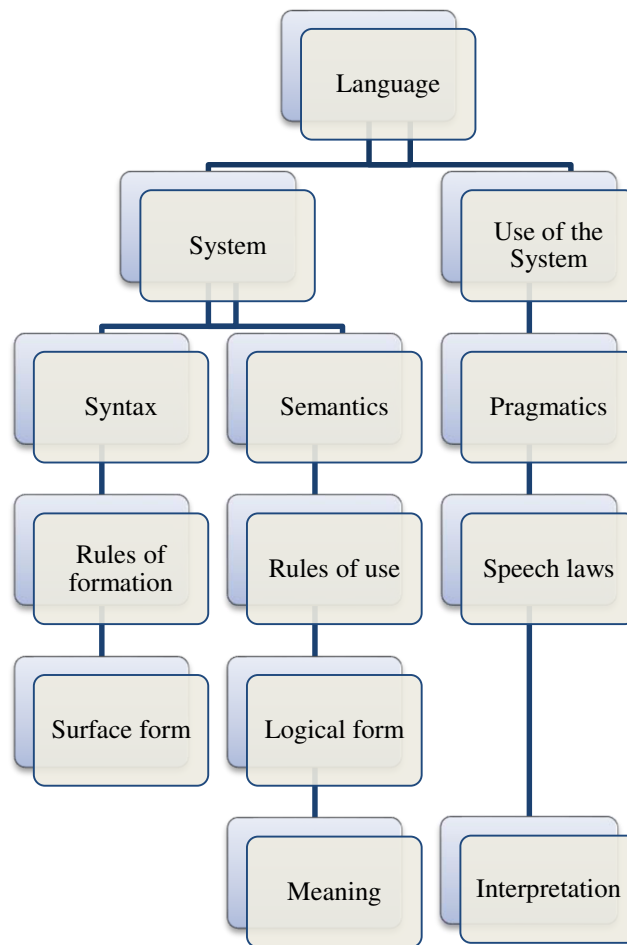 Language
System
Use of the
System
Syntax
Semantics
Pragmatics
Rules of
formation
Rules of use
Speech laws
Surface form
Logical form
Meaning
Interpretation